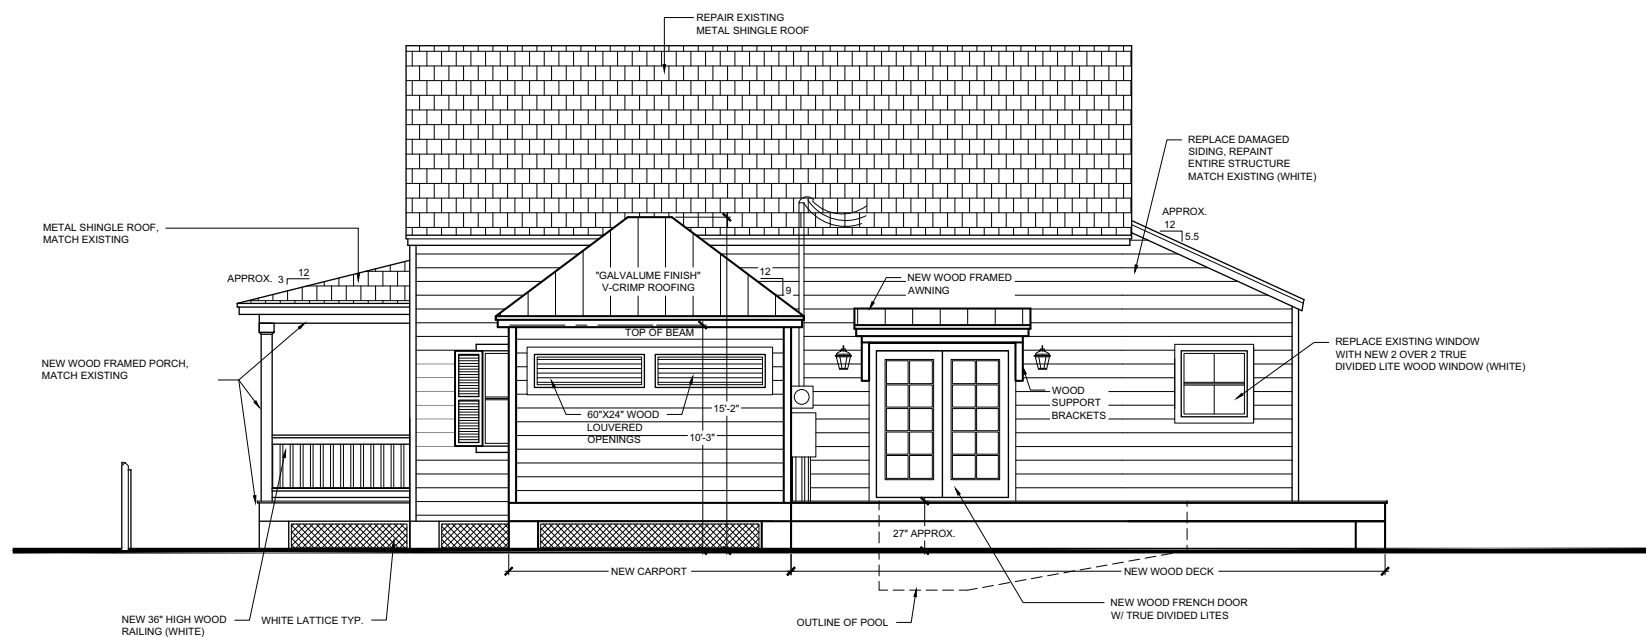 REPAIR EXISTING
METAL SHINGLE ROOF
REPLACE DAMAGED
SIDING, REPAINT
ENTIRE STRUCTURE
MATCH EXISTING (WHITE)
METAL SHINGLE ROOF,
MATCH EXISTING
APPROX.
12
5.5
APPROX.
3
12
"GALVALUME FINISH"
V-CRIMP ROOFING
12
9
NEW WOOD FRAMED
AWNING
TOP OF BEAM
NEW WOOD FRAMED PORCH,
MATCH EXISTING
REPLACE EXISTING WINDOW
WITH NEW 2 OVER 2 TRUE
DIVIDED LITE WOOD WINDOW (WHITE)
WOOD
SUPPORT
BRACKETS
60"X24" WOOD
LOUVERED
OPENINGS
15'-2"
10'-3"
27" APPROX.
NEW CARPORT
NEW WOOD DECK
NEW 36" HIGH WOOD
RAILING (WHITE)
WHITE LATTICE TYP.
OUTLINE OF POOL
NEW WOOD FRENCH DOOR
W/ TRUE DIVIDED LITES